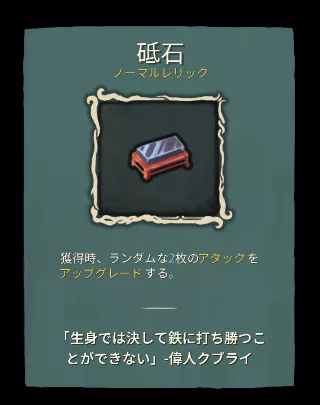 砥石
ノーマルレリック
獲得時、ランダムな2枚のアタックを
アップグレードする。
「生身では決して鉄に打ち勝つこ
とができない」-偉人クブライ